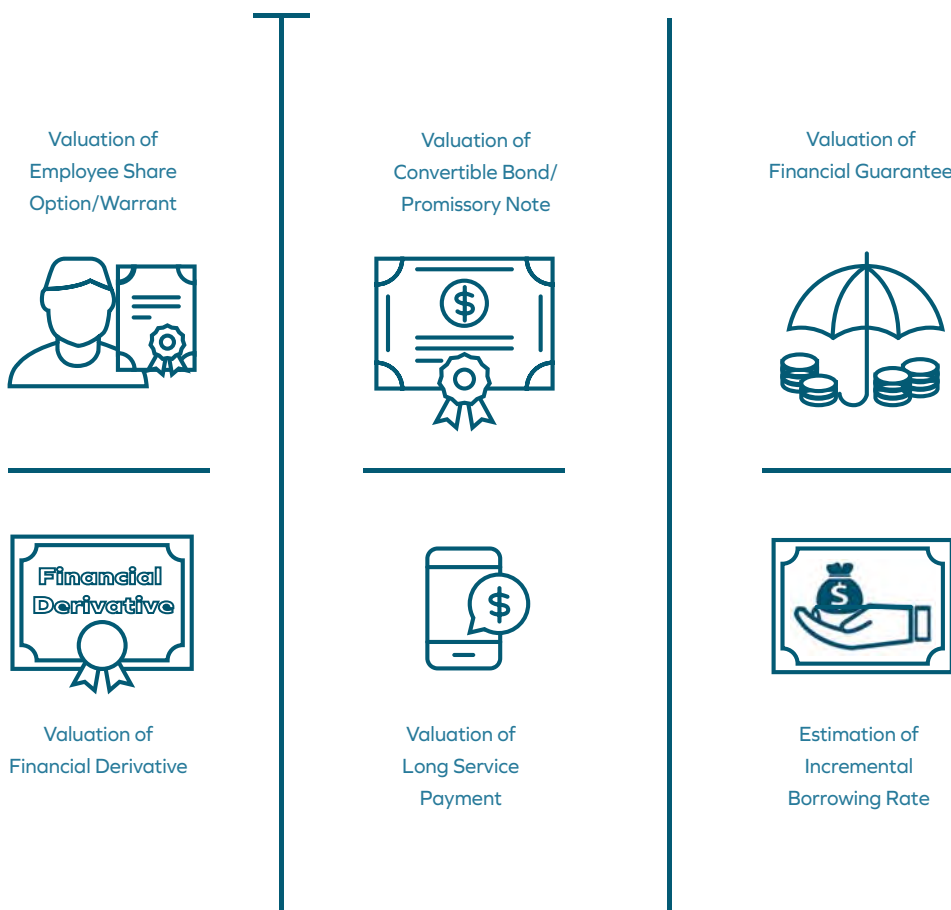 Valuation of
Employee Share
Option/Warrant
Valuation of
Convertible Bond/
Promissory Note
$
Valuation of
Financial Guarantee
Financial
Derivative
Valuation of
Financial Derivative
$
Valuation of
Long Service
Payment
$
Estimation of
Incremental
Borrowing Rate